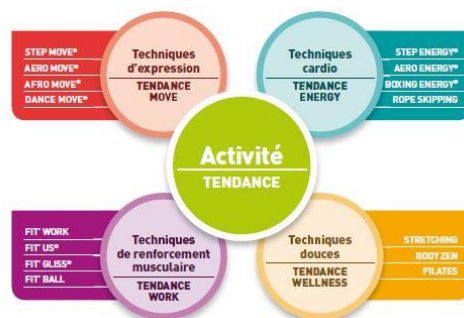 STEP MOVE®
AERO MOVE®
AFRO MOVE®
DANCE MOVE®
Techniques
d'expression
TENDANCE
MOVE
Techniques
cardio
TENDANCE
ENERGY
STEP ENERGY®
AERO ENERGY®
BOXING ENERGY®
ROPE SKIPPING
Activité
TENDANCE
FIT' WORK
FIT' US®
FIT' GLISS®
FIT' BALL
Techniques
de renforcement
musculaire
TENDANCE
WORK
Techniques
douces
TENDANCE
WELLNESS
STRETCHING
BODY ZEN
PILATES